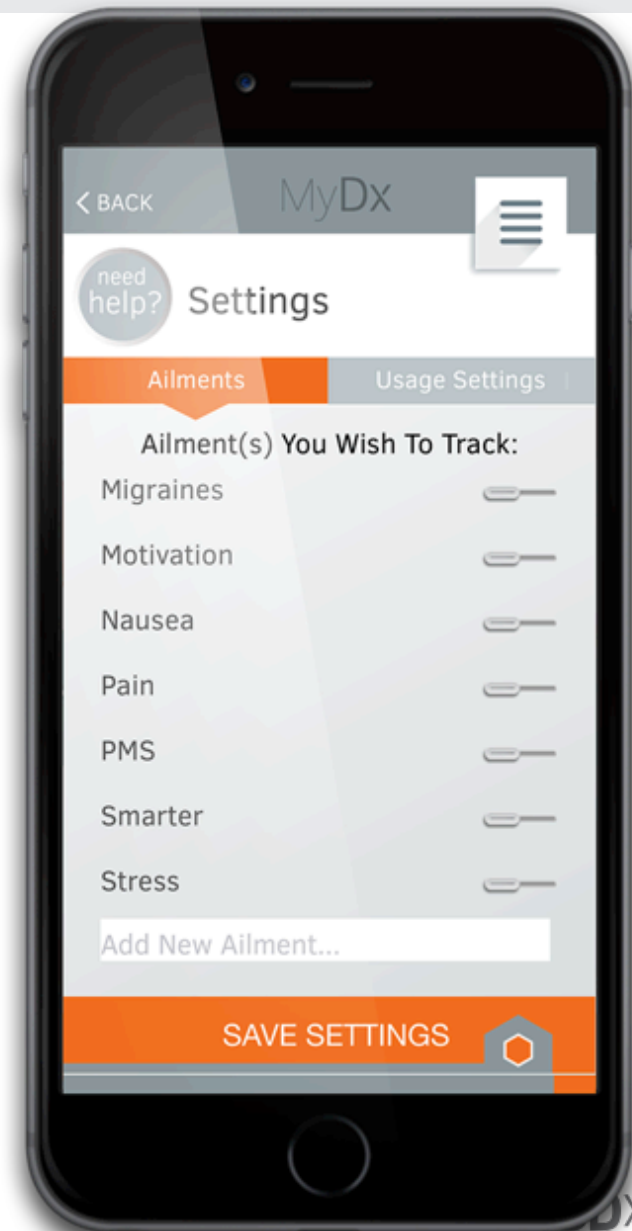 < BACK
MyDx
need
help?
Settings
Ailments
Usage Settings
Ailment(s) You Wish To Track:
Migraines
Motivation
Nausea
Pain
PMS
Smarter
Stress
Add New Ailment...
SAVE SETTINGS